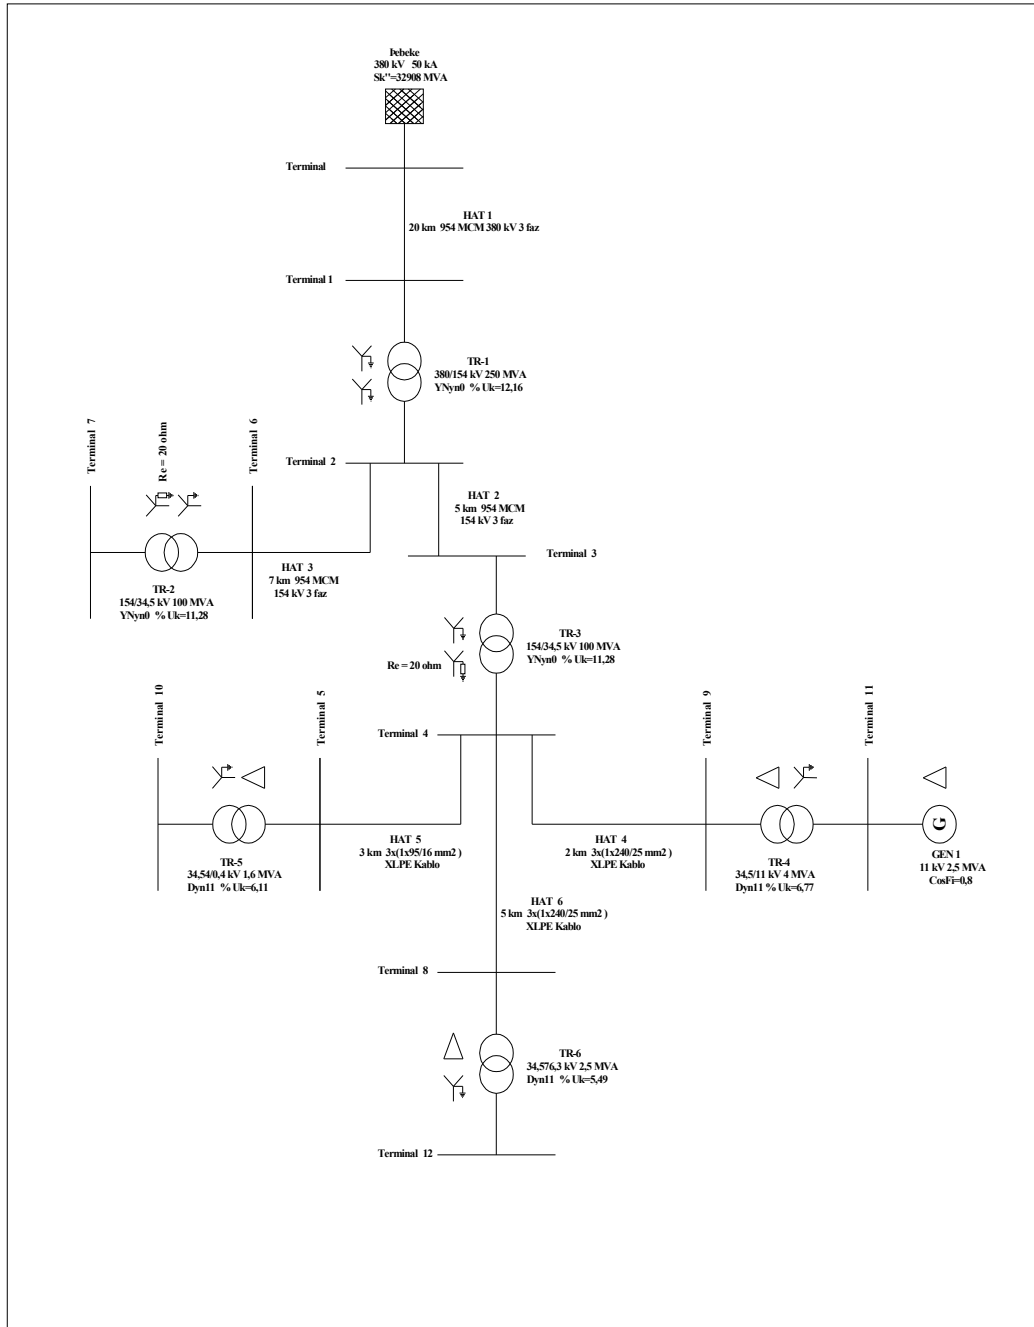 Þebeke
380 kV 50 kA
Sk''=32908 MVA
Terminal
HAT 1
20 km 954 MCM 380 kV 3 faz
Terminal 1
TR-1
380/154 kV 250 MVA
YNyn0 % Uk=12,16
Terminal 2
HAT 2
5 km 954 MCM
154 kV 3 faz
Terminal 7
Re = 20 ohm
Terminal 6
TR-2
154/34,5 kV 100 MVA
YNyn0 % Uk=11,28
HAT 3
7 km 954 MCM
154 kV 3 faz
Terminal 3
TR-3
154/34,5 kV 100 MVA
YNyn0 % Uk=11,28
Re = 20 ohm
Terminal 4
Terminal 10
Terminal 5
TR-5
34,54/0,4 kV 1,6 MVA
Dyn11 % Uk=6,11
HAT 5
3 km 3x(1x95/16 mm2 )
XLPE Kablo
HAT 4
2 km 3x(1x240/25 mm2 )
XLPE Kablo
Terminal 9
Terminal 11
TR-4
34,5/11 kV 4 MVA
Dyn11 % Uk=6,77
G
GEN 1
11 kV 2,5 MVA
CosFi=0,8
HAT 6
5 km 3x(1x240/25 mm2 )
XLPE Kablo
Terminal 8
TR-6
34,576,3 kV 2,5 MVA
Dyn11 % Uk=5,49
Terminal 12